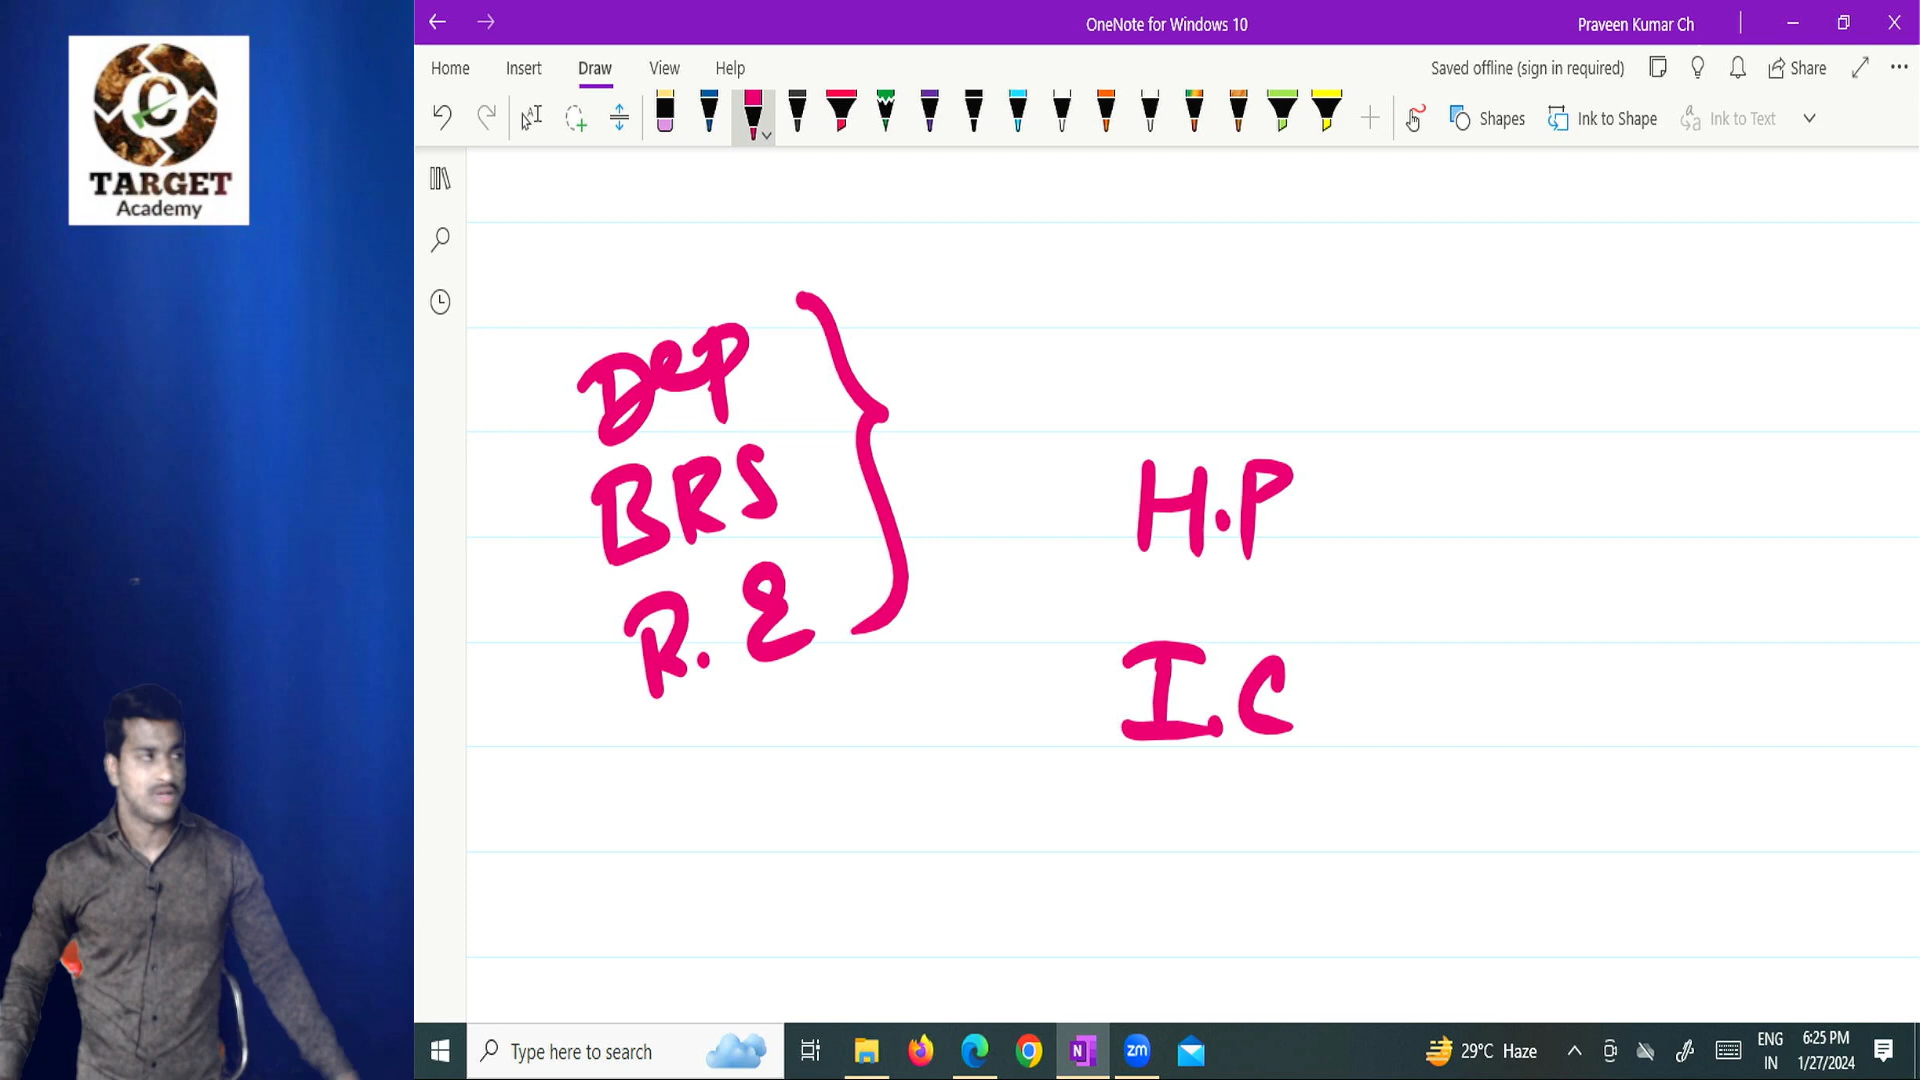 TARGET
Academy
OneNote for Windows 10
Praveen Kumar Ch
Home Insert Draw View Help
Saved offline (sign in required)
Share
Shapes
Ink to Shape
Ink to Text
Dep
BRS
R. E
H.P
I.C
Type here to search
N
zm
29°C Haze
ENG
IN
6:25 PM
1/27/2024